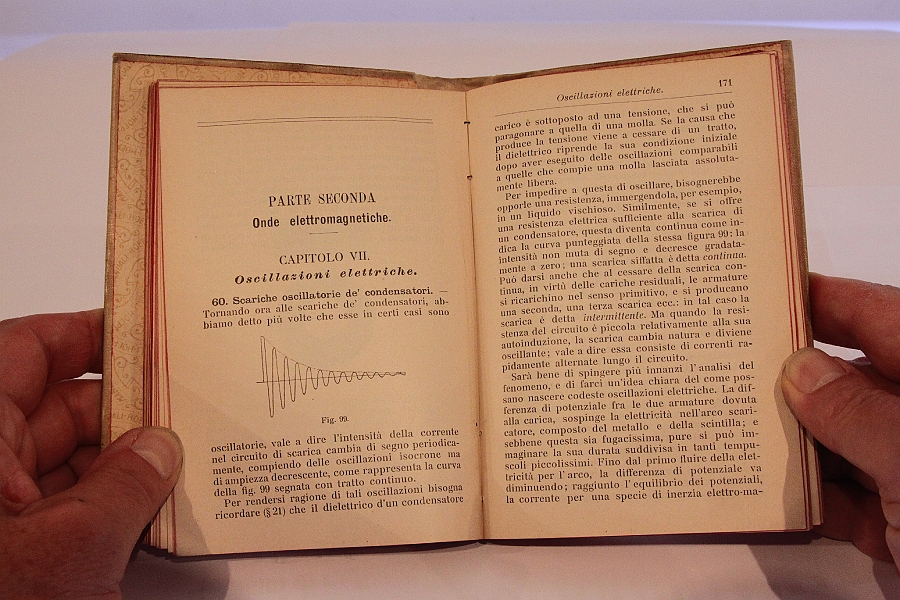 PARTE SECONDA
Onde elettromagnetiche.
CAPITOLO VII.
Oscillazioni elettriche.
60. Scariche oscillatorie de' condensatori. —
Tornando ora alle scariche de' condensatori, ab-
biamo detto più volte che esse in certi casi sono
Fig. 99.
oscillatorie, vale a dire l'intensità della corrente
nel circuito di scarica cambia di segno periodica-
mente, compiendo delle oscillazioni isocrone ma
di ampiezza decrescente, come rappresenta la curva
della fig. 99 segnata con tratto continuo.
Per rendersi ragione di tali oscillazioni bisogna
ricordare (§ 21) che il dielettrico d'un condensatore
Oscillazioni elettriche. 171
carico è sottoposto ad una tensione, che si può
paragonare a quella di una molla. Se la causa che
produce la tensione viene a cessare di un tratto,
il dielettrico riprende la sua condizione iniziale
dopo aver eseguito delle oscillazioni comparabili
a quelle che compie una molla lasciata assoluta-
mente libera.
Per impedire a questa di oscillare, bisognerebbe
opporle una resistenza, immergendola, per esempio,
in un liquido vischioso. Similmente, se si offre
una resistenza elettrica sufficiente alla scarica di
un condensatore, questa diventa continua come in-
dica la curva punteggiata della stessa figura 99: la
intensità non muta di segno e decresce gradata-
mente a zero; una scarica siffatta è detta continua.
Può darsi anche che al cessare della scarica con-
tinua, in virtù delle cariche residuali, le armature
si ricarichino nel senso primitivo, e si producano
una seconda, una terza scarica ecc.: in tal caso la
scarica è detta intermittente. Ma quando la resi-
stenza del circuito è piccola relativamente alla sua
autoinduzione, la scarica cambia natura e diviene
oscillante; vale a dire essa consiste di correnti ra-
pidamente alternate lungo il circuito.
Sarà bene di spingere più innanzi l'analisi del
fenomeno, e di farci un'idea chiara del come pos-
sano nascere codeste oscillazioni elettriche. La dif-
ferenza di potenziale fra le due armature dovuta
alla carica, sospinge la elettricità nell'arco scari-
catore, composto del metallo e della scintilla; e
sebbene questa sia fugacissima, pure si può im-
maginare la sua durata suddivisa in tanti tempu-
scoli piccolissimi. Fino dal primo fluire della elet-
tricità per l'arco, la differenza di potenziale va
diminuendo; raggiunto l'equilibrio dei potenziali,
la corrente per una specie di inerzia elettro-ma-